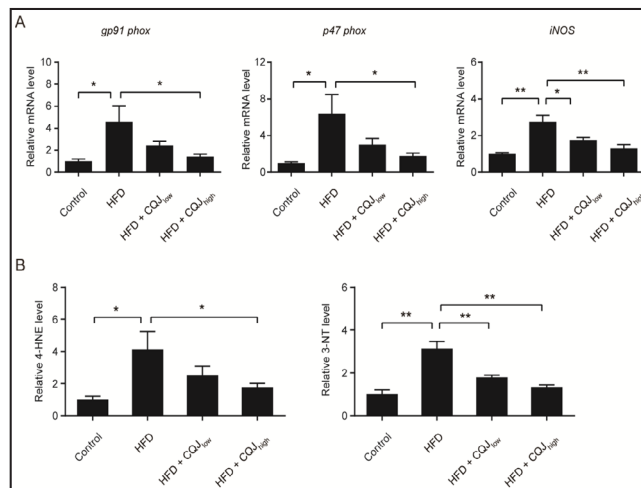 A
gp91 phox
p47 phox
iNOS
Relative mRNA level
10
8
6
4
2
0
*
*
Control
HFD
HFD + CQJlow
HFD + CQJhigh
Relative mRNA level
12
8
4
0
*
*
Control
HFD
HFD + CQJlow
HFD + CQJhigh
Relative mRNA level
6
4
2
0
**
*
**
Control
HFD
HFD + CQJlow
HFD + CQJhigh
B
Relative 4-HNE level
8
6
4
2
0
*
*
Control
HFD
HFD + CQJlow
HFD + CQJhigh
Relative 3-NT level
6
4
2
0
**
**
**
Control
HFD
HFD + CQJlow
HFD + CQJhigh